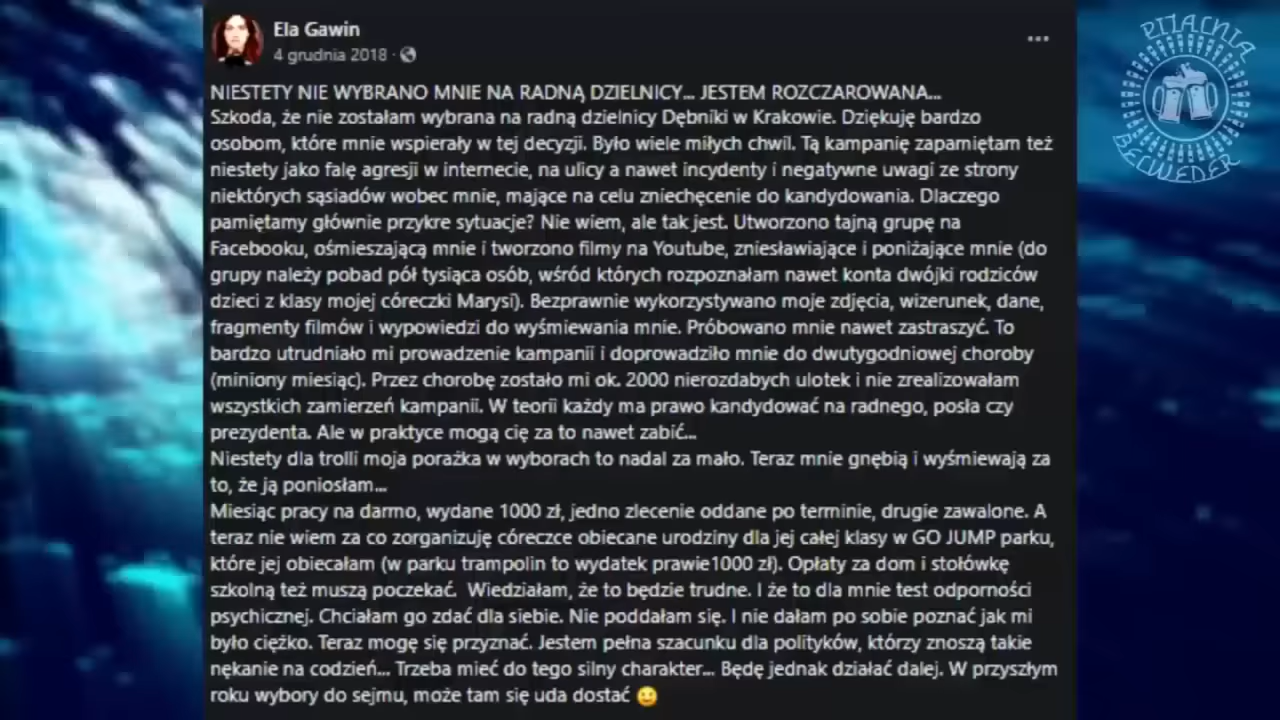 Ela Gawin
4 grudnia 2018 ·
PIJALNIA
BELWEDER
NIESTETY NIE WYBRANO MNIE NA RADNĄ DZIELNICY... JESTEM ROZCZAROWANA...
Szkoda, że nie zostałam wybrana na radną dzielnicy Dębniki w Krakowie. Dziękuję bardzo
osobom, które mnie wspierały w tej decyzji. Było wiele miłych chwil. Tą kampanię zapamiętam też
niestety jako falę agresji w internecie, na ulicy a nawet incydenty i negatywne uwagi ze strony
niektórych sąsiadów wobec mnie, mające na celu zniechęcenie do kandydowania. Dlaczego
pamiętamy głównie przykre sytuacje? Nie wiem, ale tak jest. Utworzono tajną grupę na
Facebooku, ośmieszającą mnie i tworzono filmy na Youtube, zniesławiające i poniżające mnie (do
grupy należy pobad pół tysiąca osób, wśród których rozpoznałam nawet konta dwójki rodziców
dzieci z klasy mojej córeczki Marysi). Bezprawnie wykorzystywano moje zdjęcia, wizerunek, dane,
fragmenty filmów i wypowiedzi do wyśmiewania mnie. Próbowano mnie nawet zastraszyć. To
bardzo utrudniało mi prowadzenie kampanii i doprowadziło mnie do dwutygodniowej choroby
(miniony miesiąc). Przez chorobę zostało mi ok. 2000 nierozdabych ulotek i nie zrealizowałam
wszystkich zamierzeń kampanii. W teorii każdy ma prawo kandydować na radnego, posła czy
prezydenta. Ale w praktyce mogą cię za to nawet zabić...
Niestety dla trolli moja porażka w wyborach to nadal za mało. Teraz mnie gnębią i wyśmiewają za
to, że ją poniosłam...
Miesiąc pracy na darmo, wydane 1000 zł, jedno zlecenie oddane po terminie, drugie zawalone. A
teraz nie wiem za co zorganizuję córeczce obiecane urodziny dla jej całej klasy w GO JUMP parku,
które jej obiecałam (w parku trampolin to wydatek prawie1000 zł). Opłaty za dom i stołówkę
szkolną też muszą poczekać. Wiedziałam, że to będzie trudne. I że to dla mnie test odporności
psychicznej. Chciałam go zdać dla siebie. Nie poddałam się. I nie dałam po sobie poznać jak mi
było ciężko. Teraz mogę się przyznać. Jestem pełna szacunku dla polityków, którzy znoszą takie
nękanie na codzień... Trzeba mieć do tego silny charakter... Będę jednak działać dalej. W przyszłym
roku wybory do sejmu, może tam się uda dostać